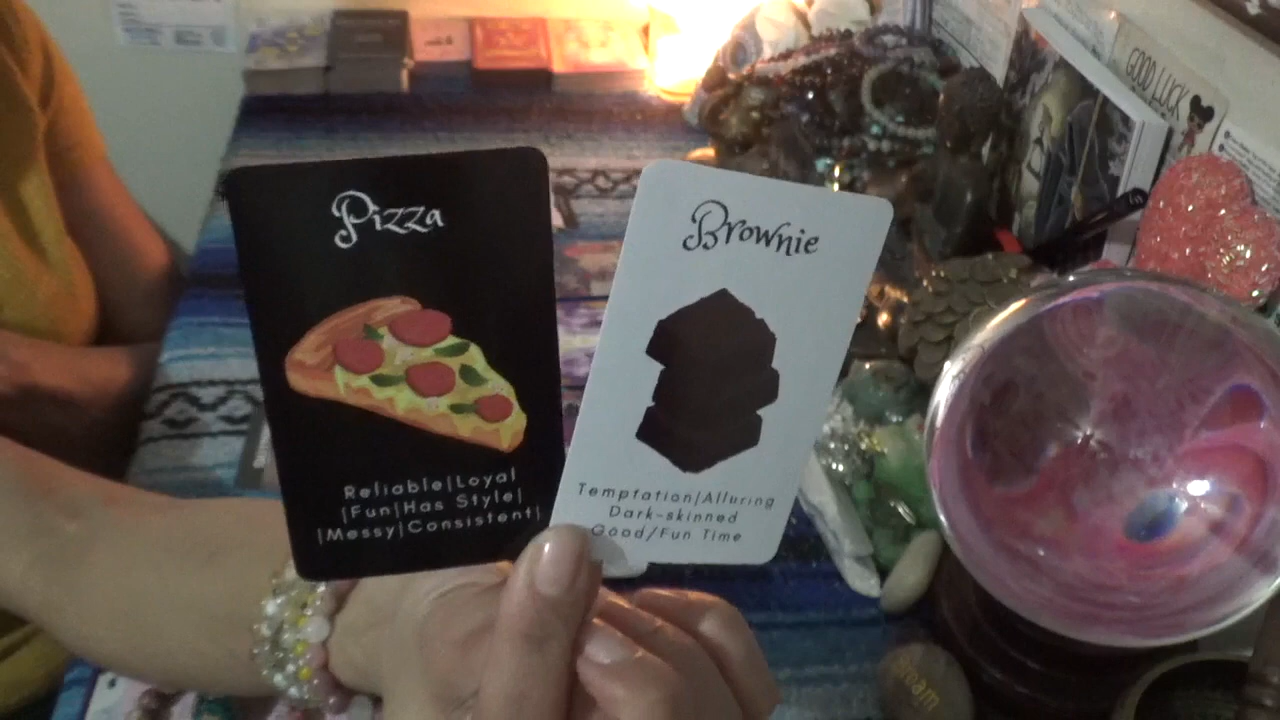 Pizza
Reliable|Loyal
|Fun|Has Style|
|Messy|Consistent|
Brownie
Temptation|Alluring
Dark-skinned
Good/Fun Time
GOOD LUCK